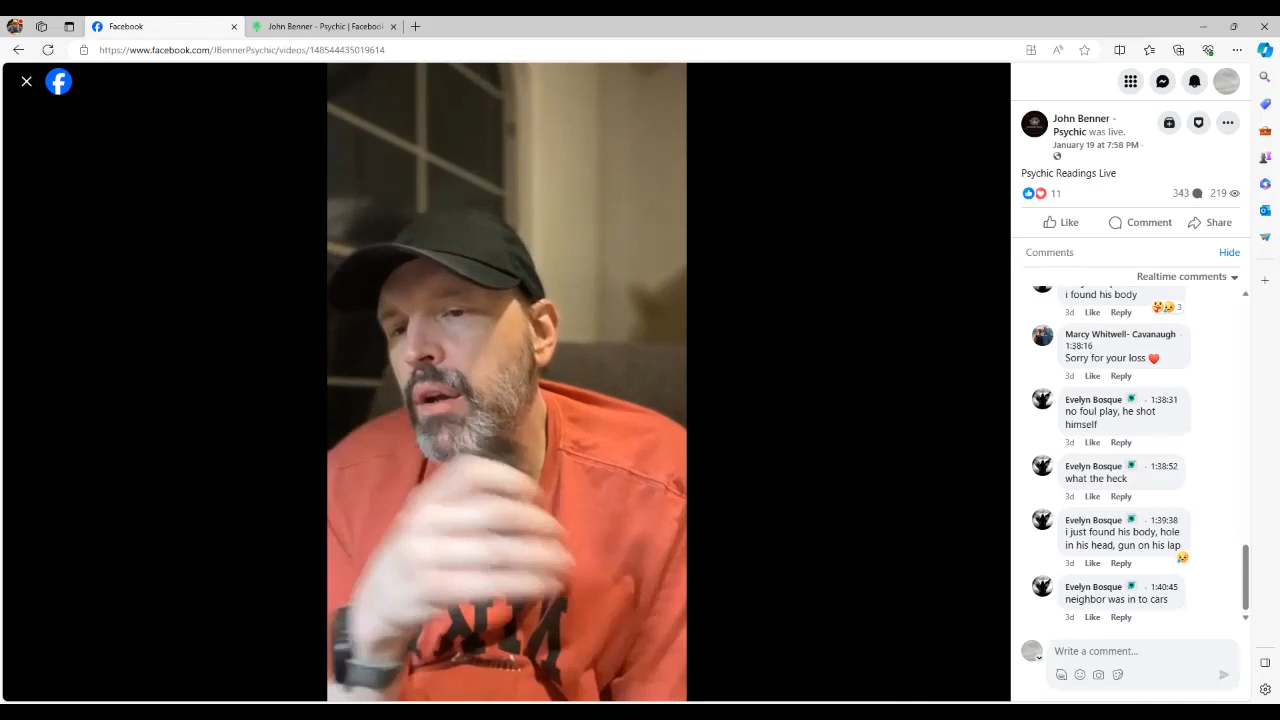 Facebook
John Benner - Psychic | Facebook
https://www.facebook.com/JBennerPsychic/videos/148544435019614
John Benner -
Psychic was live.
January 19 at 7:58 PM ·
Psychic Readings Live
11
343
219
Like
Comment
Share
Comments
Hide
Realtime comments
i found his body
3
3d Like Reply
Marcy Whitwell- Cavanaugh ·
1:38:16
Sorry for your loss
3d Like Reply
Evelyn Bosque · 1:38:31
no foul play, he shot
himself
3d Like Reply
Evelyn Bosque · 1:38:52
what the heck
3d Like Reply
Evelyn Bosque · 1:39:38
i just found his body, hole
in his head, gun on his lap
3d Like Reply
Evelyn Bosque · 1:40:45
neighbor was in to cars
3d Like Reply
Write a comment...